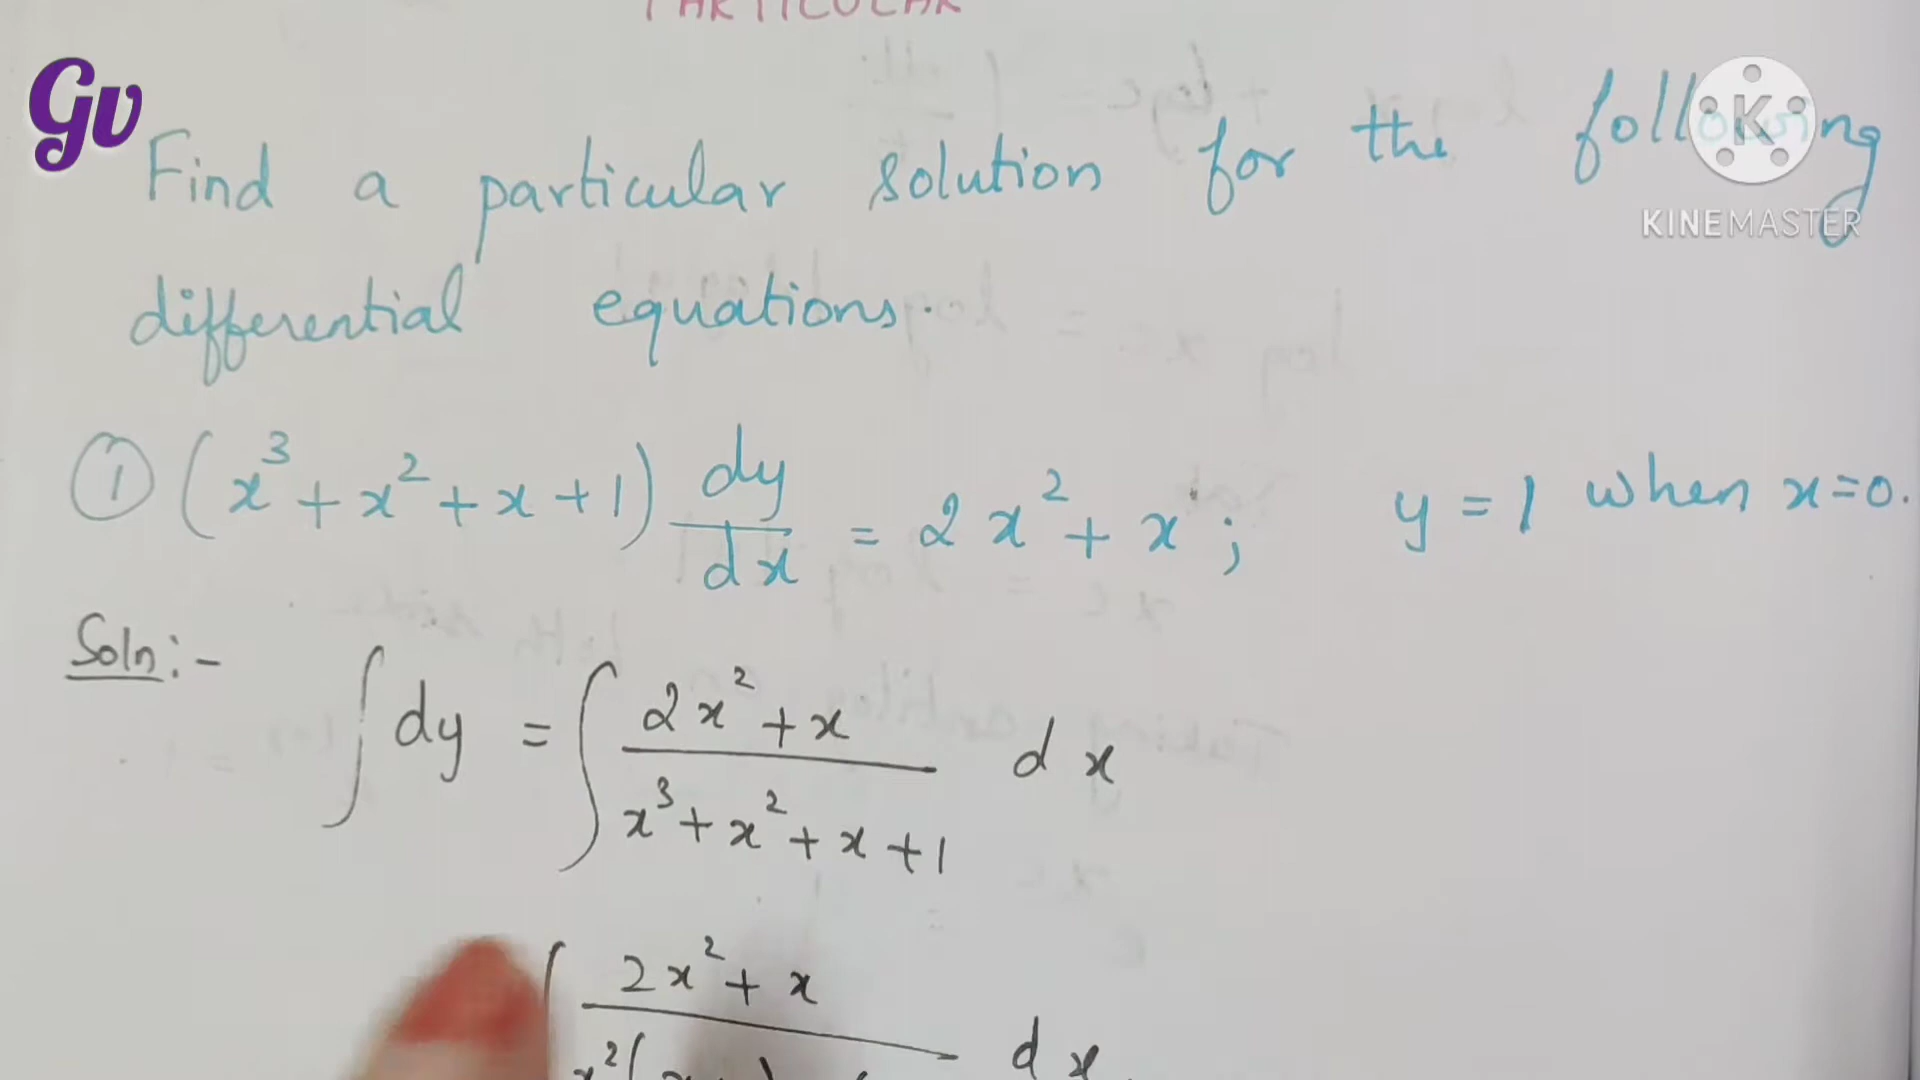 PARTICULAR
Gv
Find a particular solution for the following
KINEMASTER
differential equations.
① (x³ + x² + x + 1) dy/dx = 2x² + x ; y = 1 when x=0.
Soln:-
∫ dy = ∫ (2x² + x)/(x³ + x² + x + 1) dx
∫ 2x² + x
dx